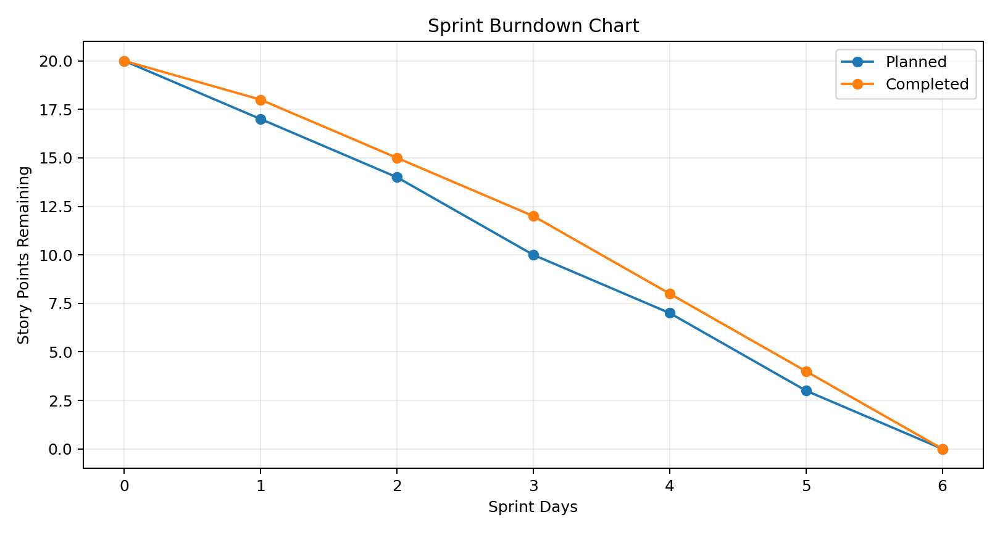 Sprint Burndown Chart
Planned
Completed
Story Points Remaining
20.0
17.5
15.0
12.5
10.0
7.5
5.0
2.5
0.0
0 1 2 3 4 5 6
Sprint Days